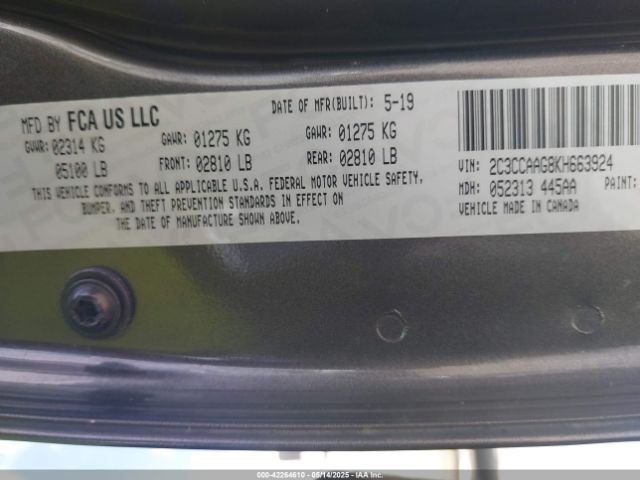 MFD BY FCA US LLC
DATE OF MFR(BUILT): 5-19
GVWR: 02314 KG
05100 LB
GAWR: 01275 KG
FRONT: 02810 LB
GAWR: 01275 KG
REAR: 02810 LB
THIS VEHICLE CONFORMS TO ALL APPLICABLE U.S.A. FEDERAL MOTOR VEHICLE SAFETY,
BUMPER, AND THEFT PREVENTION STANDARDS IN EFFECT ON
THE DATE OF MANUFACTURE SHOWN ABOVE.
VIN: 2C3CCAAG8KH663924
MDH: 052313 445AA PAINT:
VEHICLE MADE IN CANADA
000-42264610 - 05/14/2025 - IAA Inc. Copyright